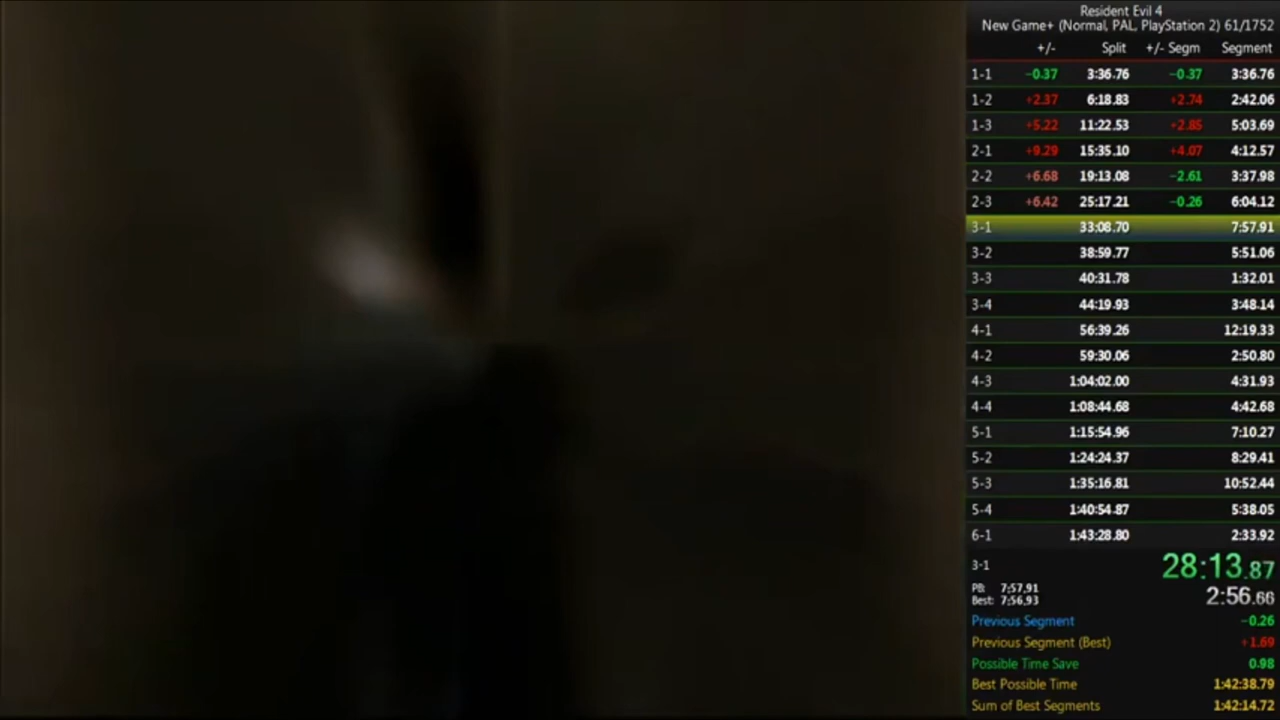 Resident Evil 4
New Game+ (Normal, PAL, PlayStation 2) 61/1752
+/- Split +/- Segm Segment
1-1 −0.37 3:36.76 −0.37 3:36.76
1-2 +2.37 6:18.83 +2.74 2:42.06
1-3 +5.22 11:22.53 +2.85 5:03.69
2-1 +9.29 15:35.10 +4.07 4:12.57
2-2 +6.68 19:13.08 −2.61 3:37.98
2-3 +6.42 25:17.21 −0.26 6:04.12
3-1 33:08.70 7:57.91
3-2 38:59.77 5:51.06
3-3 40:31.78 1:32.01
3-4 44:19.93 3:48.14
4-1 56:39.26 12:19.33
4-2 59:30.06 2:50.80
4-3 1:04:02.00 4:31.93
4-4 1:08:44.68 4:42.68
5-1 1:15:54.96 7:10.27
5-2 1:24:24.37 8:29.41
5-3 1:35:16.81 10:52.44
5-4 1:40:54.87 5:38.05
6-1 1:43:28.80 2:33.92
3-1 28:13.87
PB: 7:57.91
Best: 7:56.93 2:56.66
Previous Segment −0.26
Previous Segment (Best) +1.69
Possible Time Save 0.98
Best Possible Time 1:42:38.79
Sum of Best Segments 1:42:14.72